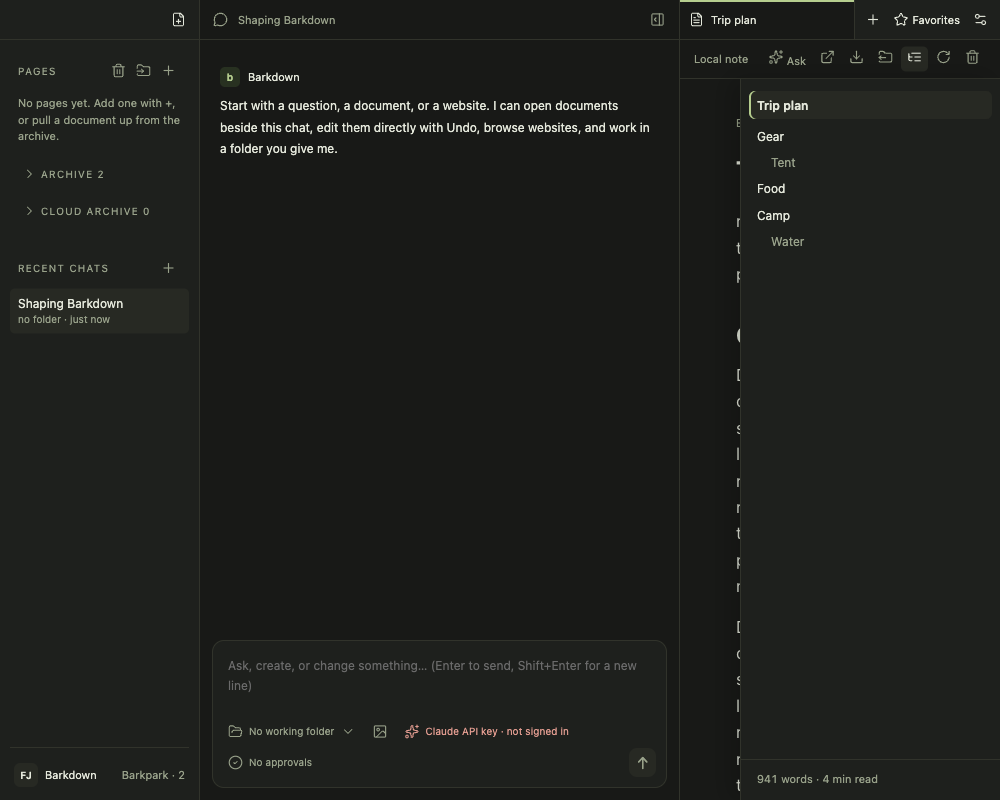 Shaping Barkdown
Trip plan
Favorites
PAGES
No pages yet. Add one with +,
or pull a document up from the
archive.
ARCHIVE 2
CLOUD ARCHIVE 0
RECENT CHATS
Shaping Barkdown
no folder · just now
FJ Barkdown Barkpark · 2
b Barkdown
Start with a question, a document, or a website. I can open documents
beside this chat, edit them directly with Undo, browse websites, and work in
a folder you give me.
Ask, create, or change something... (Enter to send, Shift+Enter for a new
line)
No working folder
Claude API key · not signed in
No approvals
Local note
Ask
Trip plan
Gear
Tent
Food
Camp
Water
941 words · 4 min read